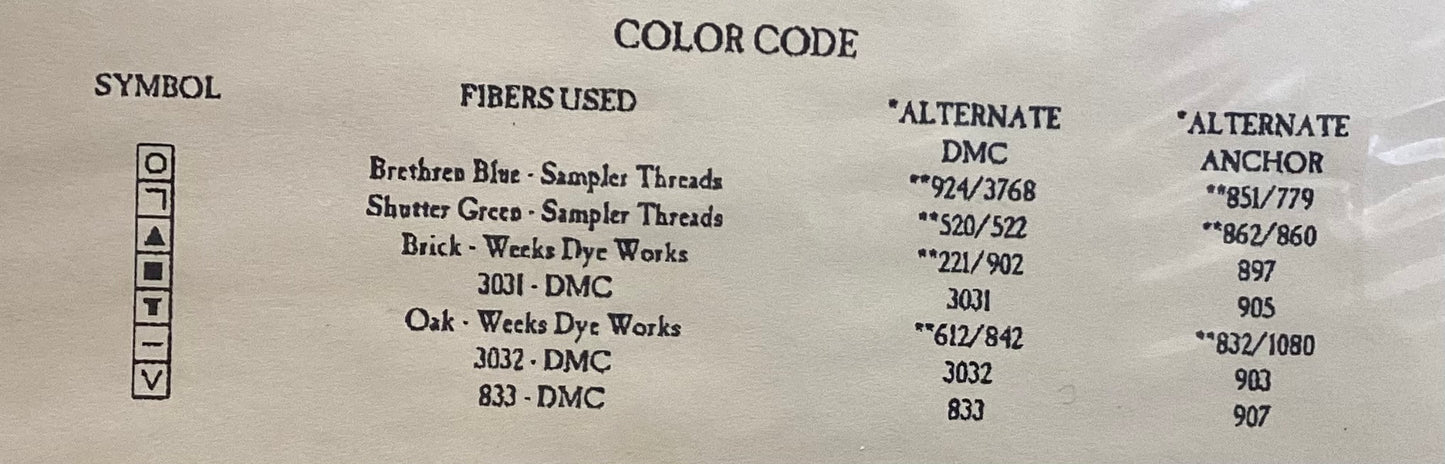 COLOR CODE
SYMBOL FIBERS USED *ALTERNATE DMC *ALTERNATE ANCHOR
Brethren Blue - Sampler Threads **924/3768 **851/779
Shutter Green - Sampler Threads **520/522 **862/860
Brick - Weeks Dye Works **221/902 897
3031 - DMC 3031 905
Oak - Weeks Dye Works **612/842 **832/1080
3032 - DMC 3032 903
833 - DMC 833 907